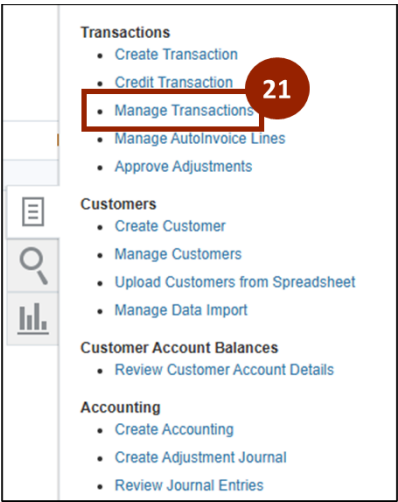 Transactions
• Create Transaction
• Credit Transaction
21
• Manage Transactions
• Manage AutoInvoice Lines
• Approve Adjustments
Customers
• Create Customer
• Manage Customers
• Upload Customers from Spreadsheet
• Manage Data Import
Customer Account Balances
• Review Customer Account Details
Accounting
• Create Accounting
• Create Adjustment Journal
• Review Journal Entries